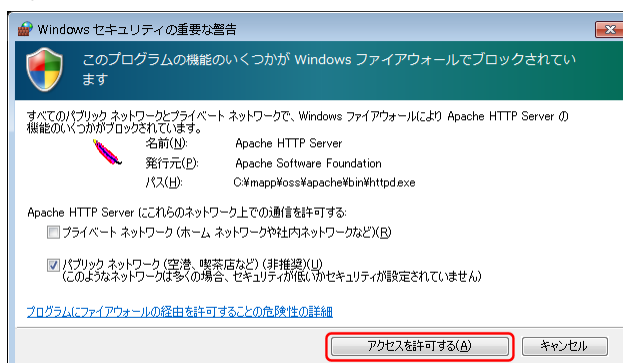 Windows セキュリティの重要な警告
このプログラムの機能のいくつかが Windows ファイアウォールでブロックされてい
ます
すべてのパブリック ネットワークとプライベート ネットワークで、Windows ファイアウォールにより Apache HTTP Server の
機能のいくつかがブロックされています。
名前(N): Apache HTTP Server
発行元(P): Apache Software Foundation
パス(H): C:¥mapp¥oss¥apache¥bin¥httpd.exe
Apache HTTP Server にこれらのネットワーク上での通信を許可する:
プライベート ネットワーク (ホーム ネットワークや社内ネットワークなど)(R)
パブリック ネットワーク (空港、喫茶店など) (非推奨)(U)
(このようなネットワークは多くの場合、セキュリティが低いかセキュリティが設定されていません)
プログラムにファイアウォールの経由を許可することの危険性の詳細
アクセスを許可する(A) キャンセル